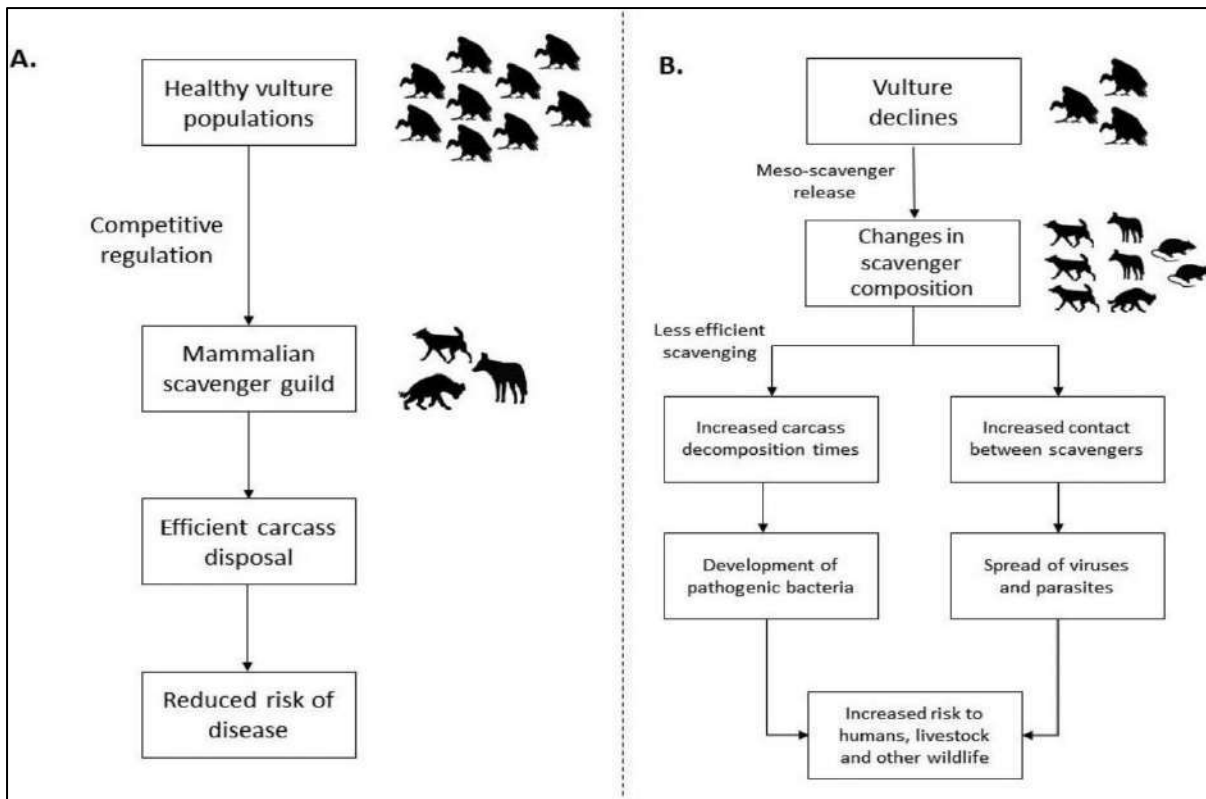 A.
Healthy vulture
populations
Competitive
regulation
Mammalian
scavenger guild
Efficient carcass
disposal
Reduced risk of
disease
B.
Vulture
declines
Meso-scavenger
release
Changes in
scavenger
composition
Less efficient
scavenging
Increased carcass
decomposition times
Increased contact
between scavengers
Development of
pathogenic bacteria
Spread of viruses
and parasites
Increased risk to
humans, livestock
and other wildlife